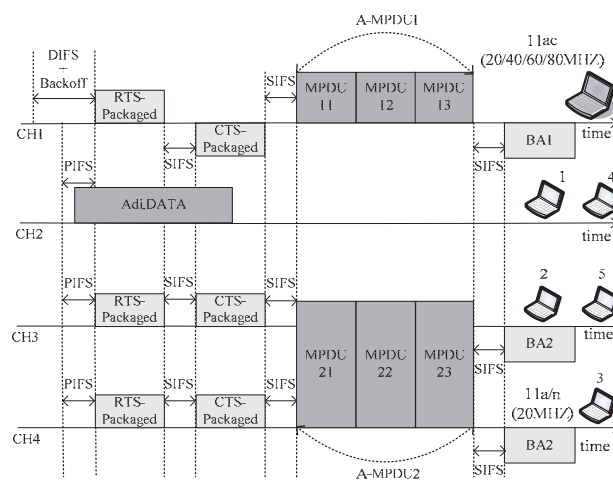 A-MPDU1
DIFS
+
Backoff
11ac
(20/40/60/80MHZ)
SIFS
MPDU
11
MPDU
12
MPDU
13
RTS-
Packaged
CH1
time
CTS-
Packaged
SIFS
SIFS
BA1
PIFS
Adj.DATA
1
4
CH2
time
PIFS
SIFS
SIFS
2
5
RTS-
Packaged
CTS-
Packaged
CH3
time
MPDU
21
MPDU
22
MPDU
23
SIFS
BA2
PIFS
SIFS
SIFS
11a/n
(20MHZ)
3
RTS-
Packaged
CTS-
Packaged
CH4
time
SIFS
BA2
A-MPDU2